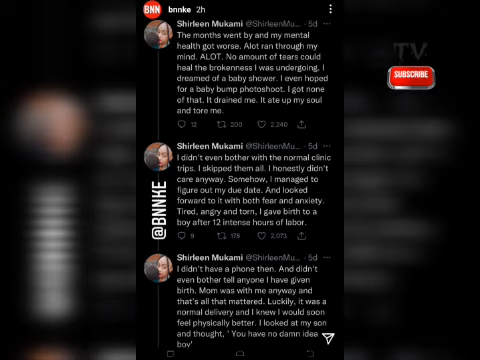 BNN
bnnke 2h
TV
SUBSCRIBE
Shirleen Mukami @ShirleenMu... · 5d
The months went by and my mental
health got worse. Alot ran through my
mind. ALOT. No amount of tears could
heal the brokenness I was undergoing. I
dreamed of a baby shower. I even hoped
for a baby bump photoshoot. I got none
of that. It drained me. It ate up my soul
and tore me.
12 200 2,240
Shirleen Mukami @ShirleenMu... · 5d
I didn't even bother with the normal clinic
trips. I skipped them all. I honestly didn't
care anyway. Somehow, I managed to
figure out my due date. And looked
forward to it with both fear and anxiety.
Tired, angry and torn, I gave birth to
a boy after 12 intense hours of labor.
9 175 2,073
@BNNKE
Shirleen Mukami @ShirleenMu... · 5d
I didn't have a phone then. And didn't
even bother tell anyone I have given
birth. Mom was with me anyway and
that's all that mattered. Luckily, it was a
normal delivery and I knew I would soon
feel physically better. I looked at my
son and thought, ' You have no damn idea
boy'